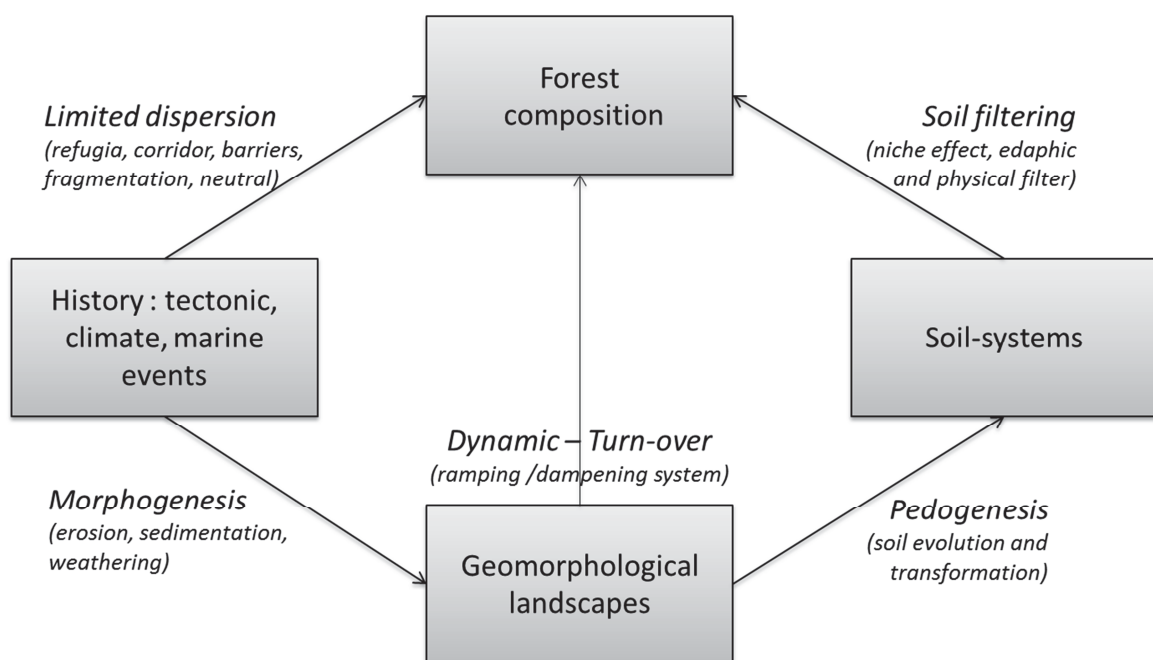 Forest
composition
Limited dispersion
(refugia, corridor, barriers,
fragmentation, neutral)
Soil filtering
(niche effect, edaphic
and physical filter)
History : tectonic,
climate, marine
events
Soil-systems
Dynamic – Turn-over
(ramping /dampening system)
Morphogenesis
(erosion, sedimentation,
weathering)
Pedogenesis
(soil evolution and
transformation)
Geomorphological
landscapes